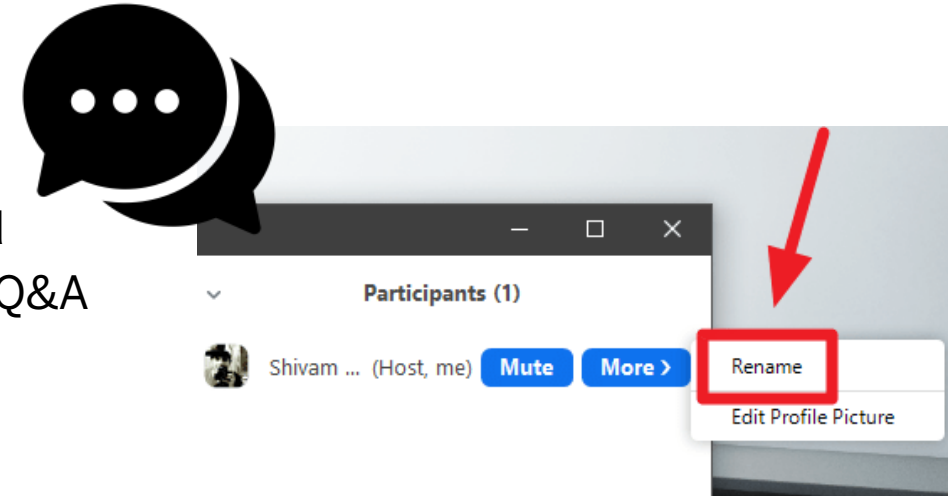 Q&A
Participants (1)
Shivam ... (Host, me) Mute More >
Rename
Edit Profile Picture